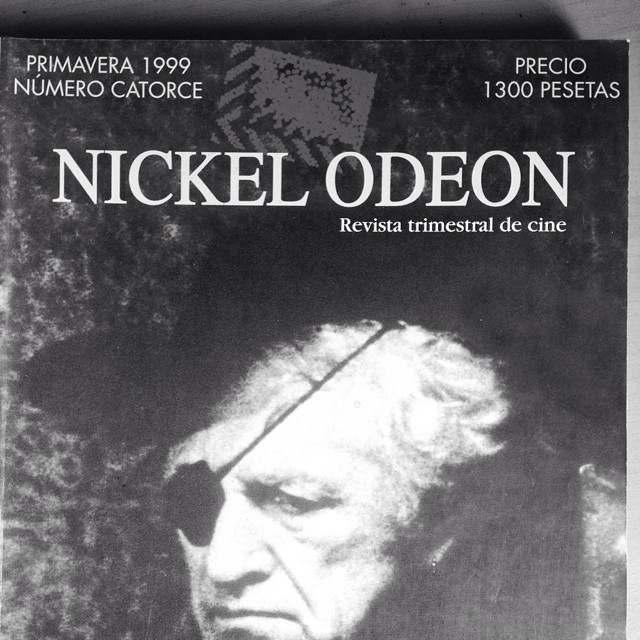 PRIMAVERA 1999
NÚMERO CATORCE
PRECIO
1300 PESETAS
NICKEL ODEON
Revista trimestral de cine